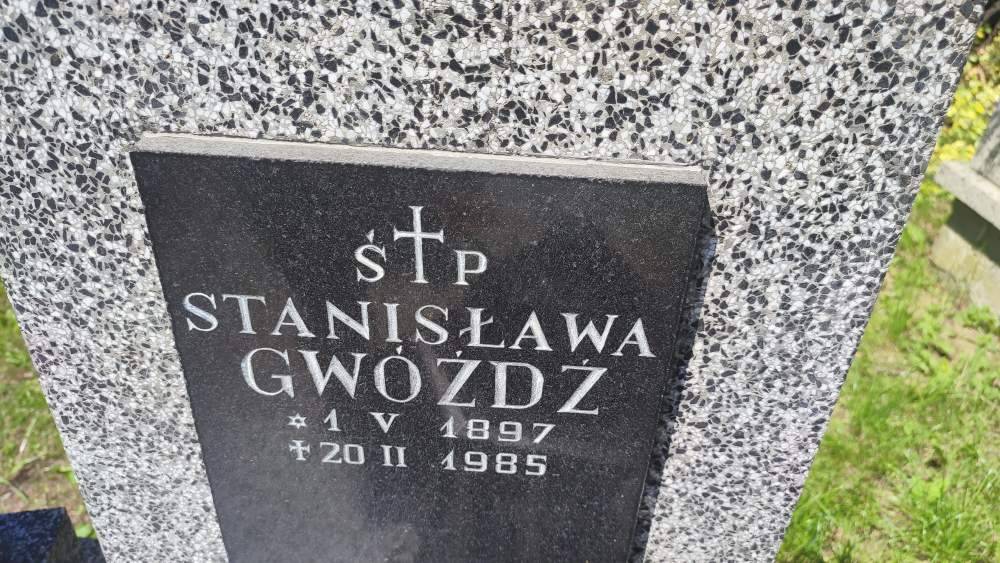 Ś✝P
STANISŁAWA
GWÓŹDŹ
✡ 1 V 1897
✝ 20 II 1985